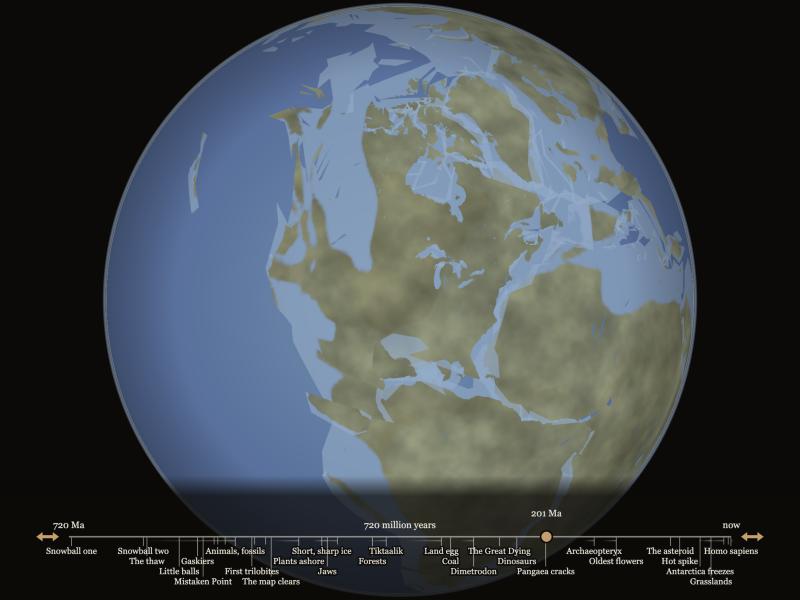 201 Ma
720 Ma
720 million years
now
Snowball one
Snowball two
Animals, fossils
Short, sharp ice
Tiktaalik
Land egg
The Great Dying
Archaeopteryx
The asteroid
Homo sapiens
The thaw
Gaskiers
Plants ashore
Forests
Coal
Dinosaurs
Oldest flowers
Hot spike
Little balls
First trilobites
Jaws
Dimetrodon
Pangaea cracks
Antarctica freezes
Mistaken Point
The map clears
Grasslands